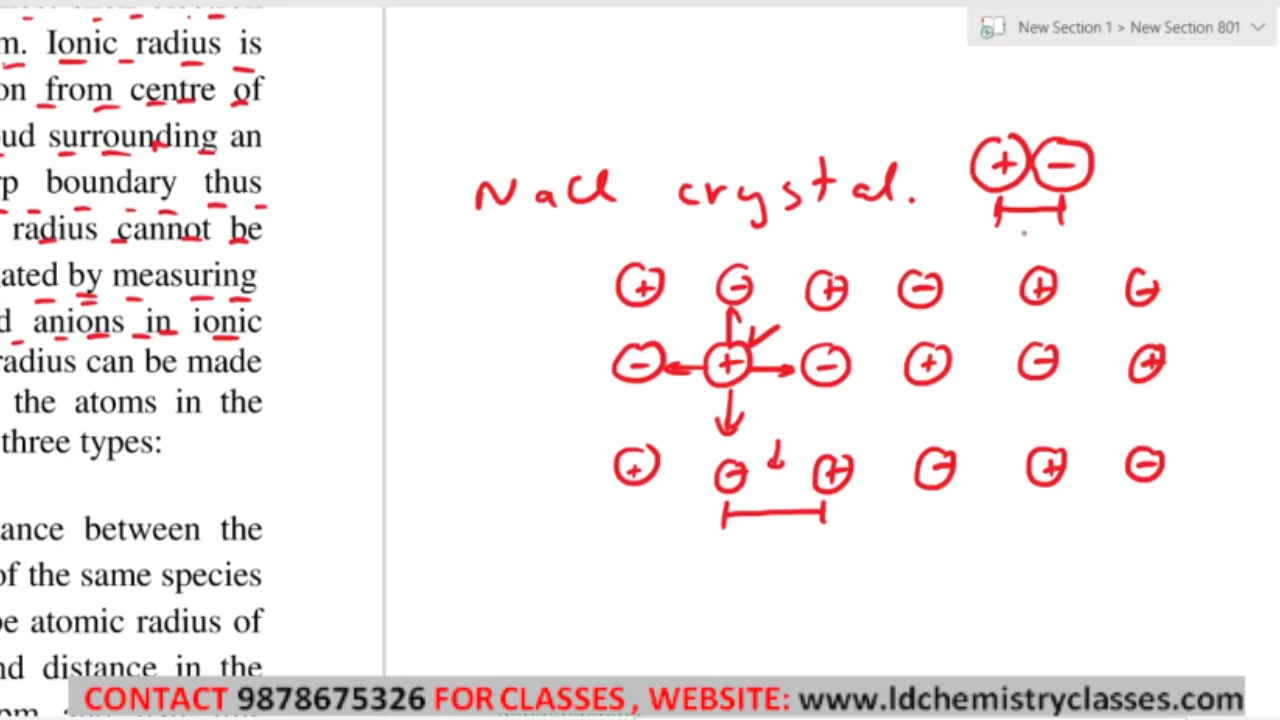 m. Ionic radius is
on from centre of
oud surrounding an
rp boundary thus
radius cannot be
ated by measuring
d anions in ionic
radius can be made
the atoms in the
three types:
tance between the
of the same species
be atomic radius of
nd distance in the
New Section 1 > New Section 801
NaCl crystal.
+ -
+ - + - + -
- + - + - +
+ - + - + -
CONTACT 9878675326 FOR CLASSES , WEBSITE: www.ldchemistryclasses.com